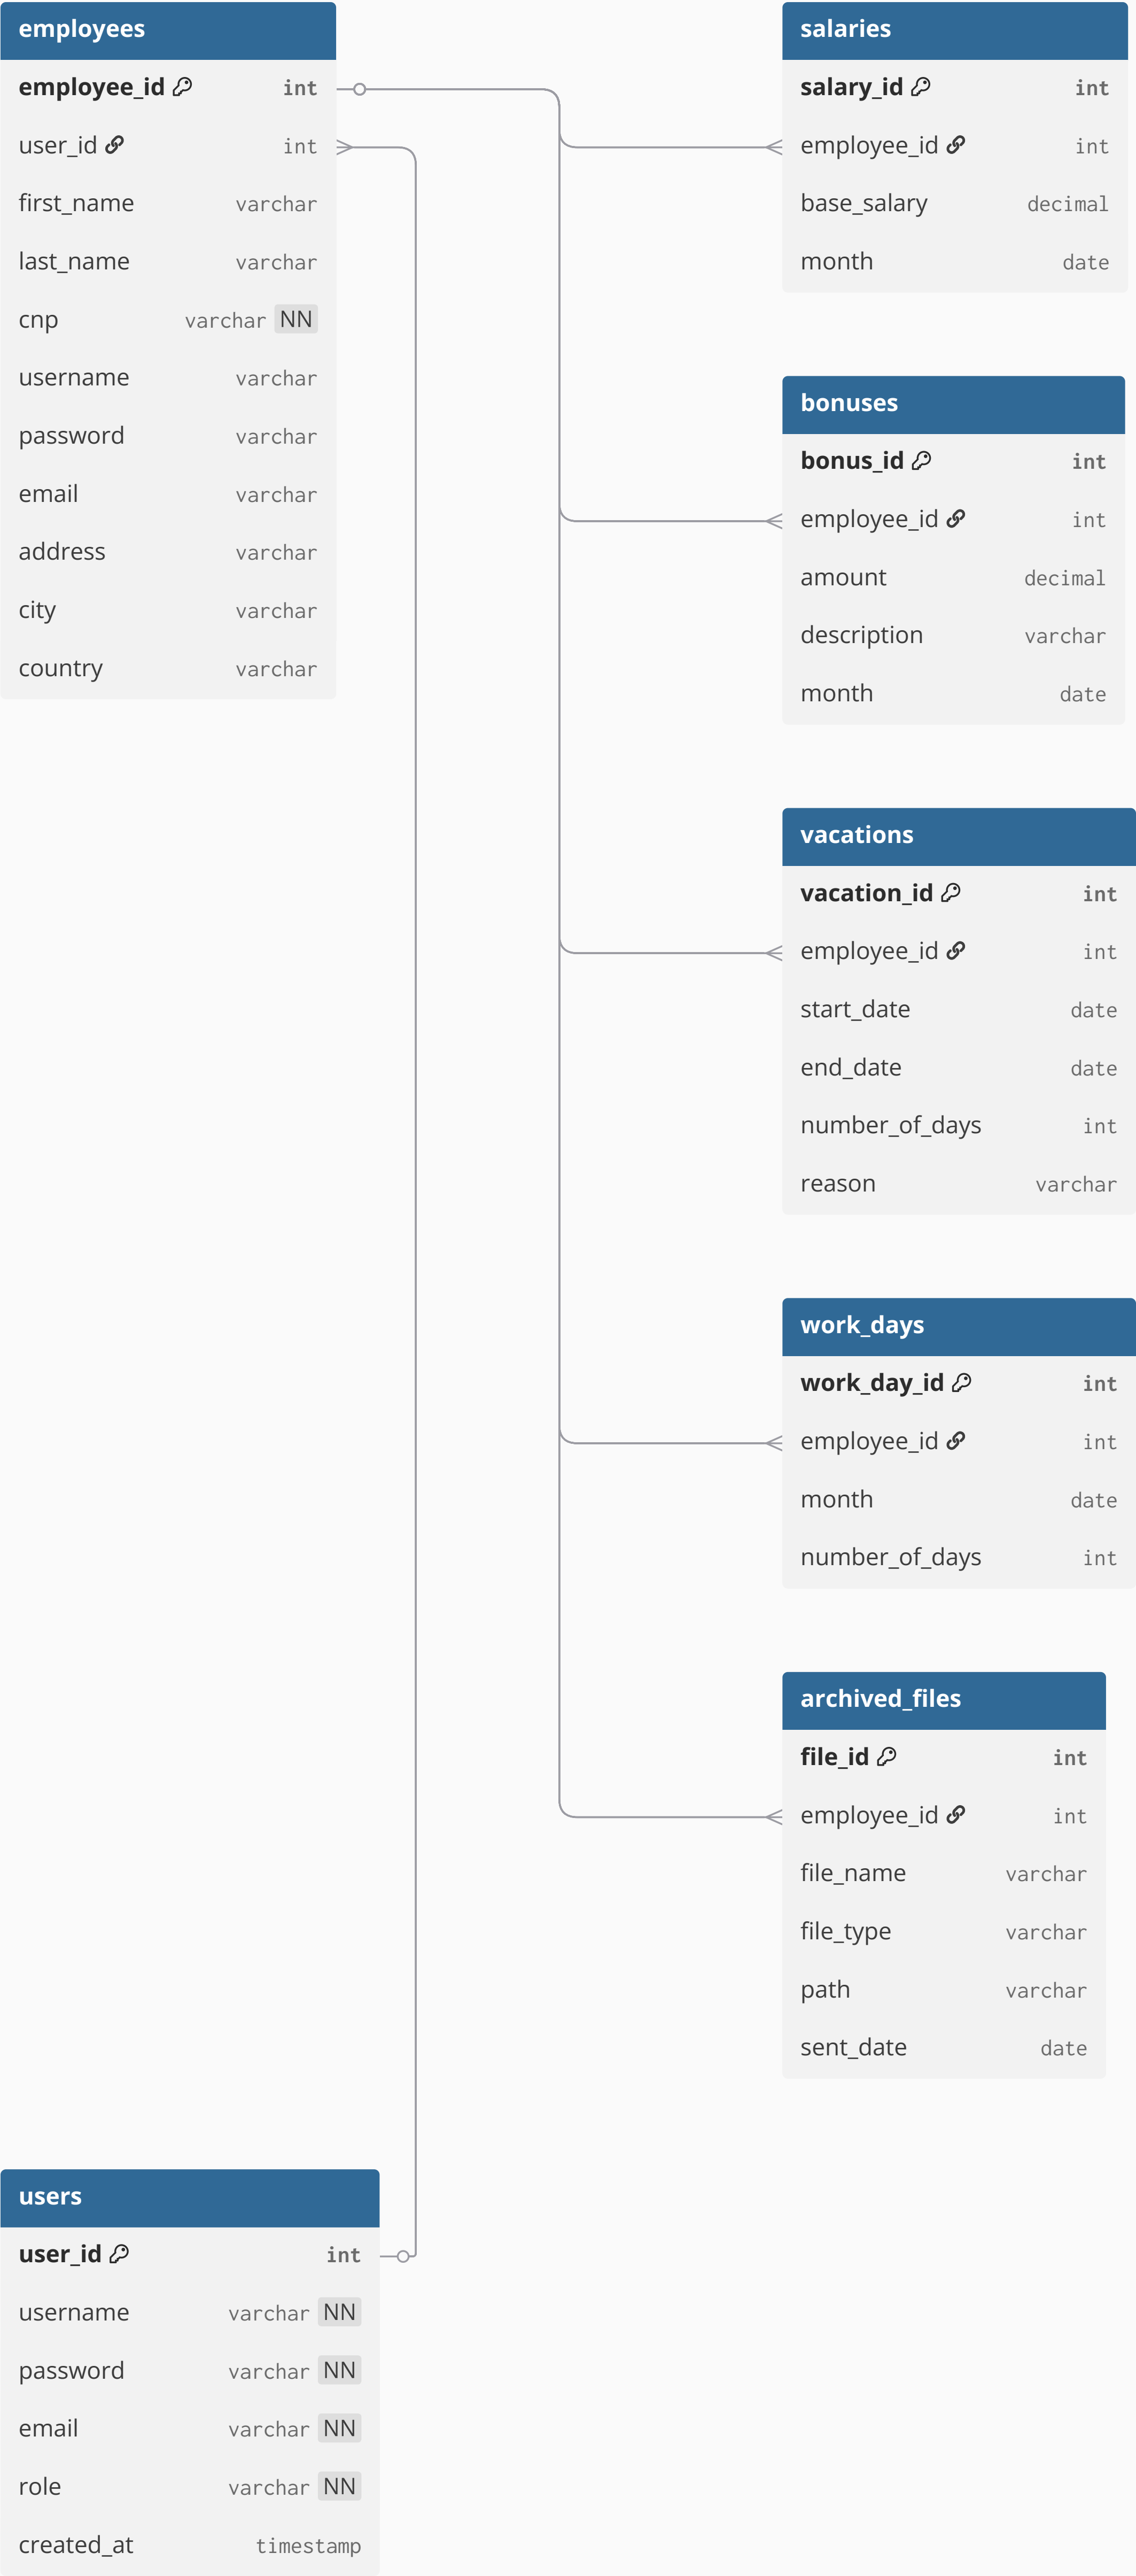 employees
employee_id int
user_id int
first_name varchar
last_name varchar
cnp varchar NN
username varchar
password varchar
email varchar
address varchar
city varchar
country varchar
salaries
salary_id int
employee_id int
base_salary decimal
month date
bonuses
bonus_id int
employee_id int
amount decimal
description varchar
month date
vacations
vacation_id int
employee_id int
start_date date
end_date date
number_of_days int
reason varchar
work_days
work_day_id int
employee_id int
month date
number_of_days int
archived_files
file_id int
employee_id int
file_name varchar
file_type varchar
path varchar
sent_date date
users
user_id int
username varchar NN
password varchar NN
email varchar NN
role varchar NN
created_at timestamp